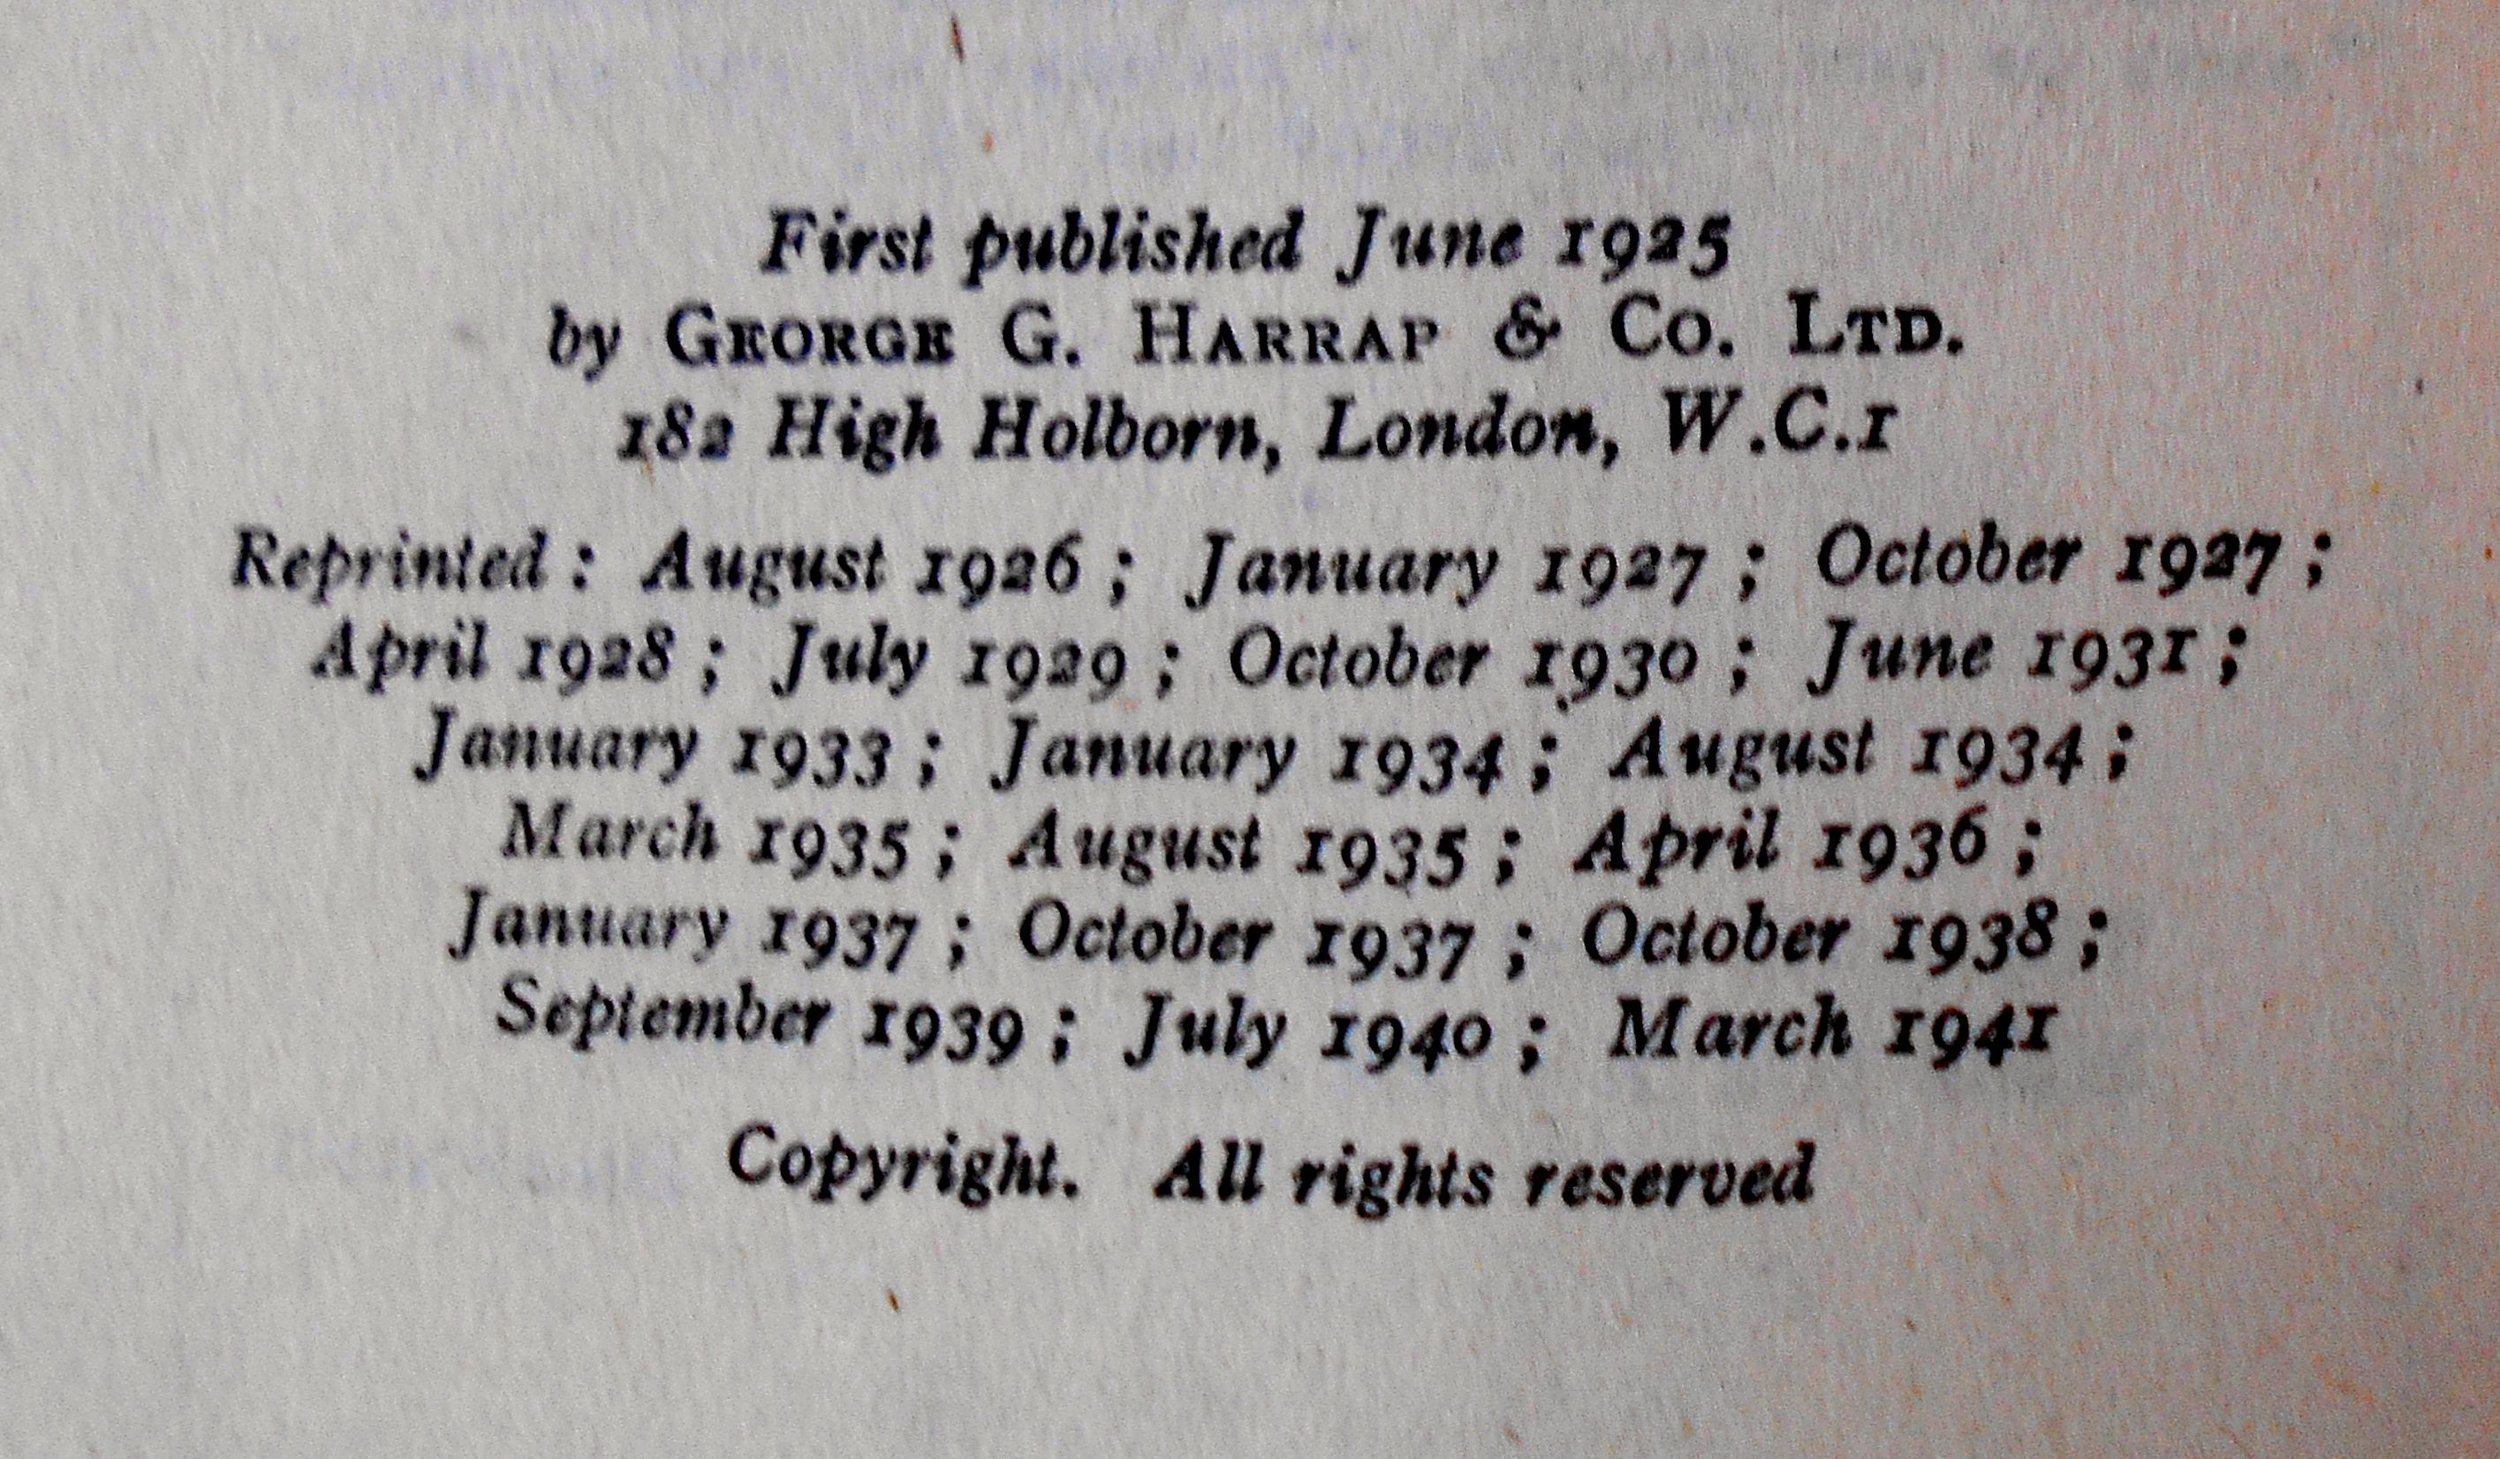 First published June 1925
by GEORGE G. HARRAP & CO. LTD.
182 High Holborn, London, W.C.1
Reprinted: August 1926; January 1927; October 1927;
April 1928; July 1929; October 1930; June 1931;
January 1933; January 1934; August 1934;
March 1935; August 1935; April 1936;
January 1937; October 1937; October 1938;
September 1939; July 1940; March 1941
Copyright. All rights reserved